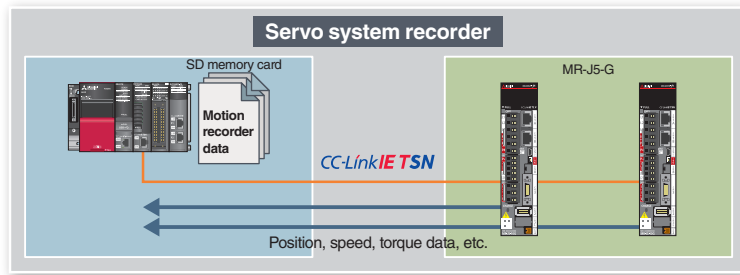 Servo system recorder
SD memory card
MR-J5-G
Motion
recorder
data
CC-Link IE TSN
Position, speed, torque data, etc.